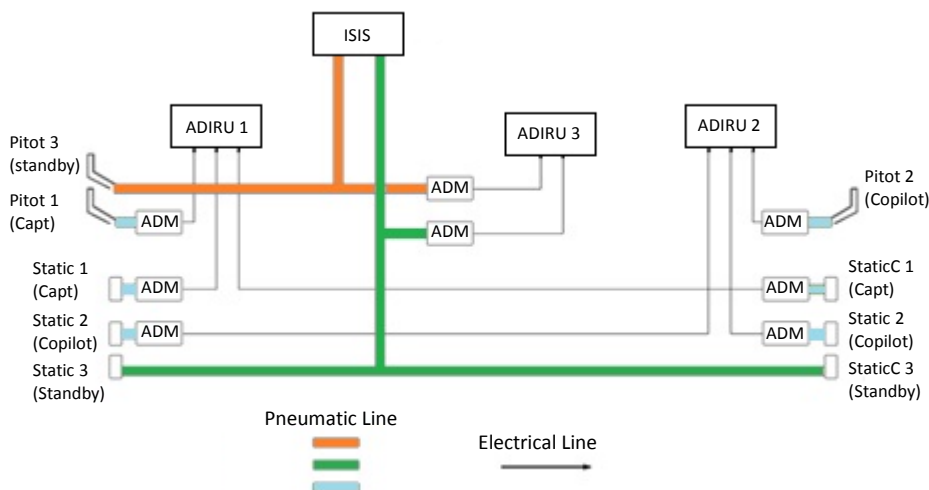 ISIS
ADIRU 1
ADIRU 3
ADIRU 2
Pitot 3
(standby)
Pitot 1
(Capt)
ADM
ADM
ADM
ADM
Pitot 2
(Copilot)
Static 1
(Capt)
ADM
ADM
StaticC 1
(Capt)
Static 2
(Copilot)
ADM
ADM
Static 2
(Copilot)
Static 3
(Standby)
StaticC 3
(Standby)
Pneumatic Line
Electrical Line